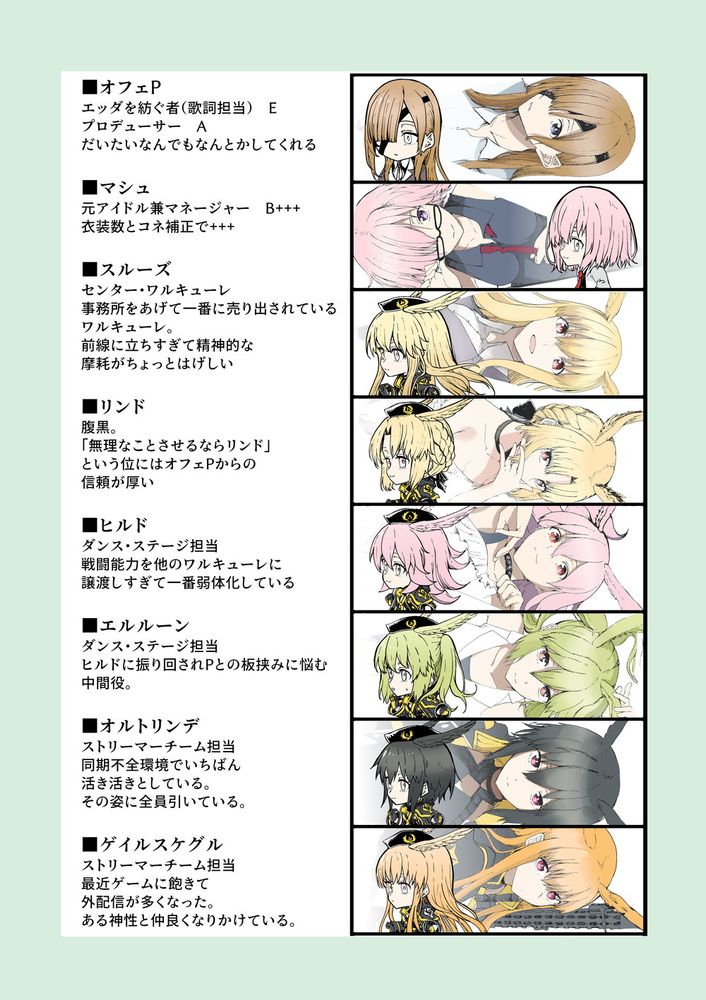 ■オフェP
エッダを紡ぐ者(歌詞担当)　E
プロデューサー　A
だいたいなんでもなんとかしてくれる
■マシュ
元アイドル兼マネージャー　B+++
衣装数とコネ補正で+++
■スルーズ
センター・ワルキューレ
事務所をあげて一番に売り出されている
ワルキューレ。
前線に立ちすぎて精神的な
摩耗がちょっとはげしい
■リンド
腹黒。
「無理なことさせるならリンド」
という位にはオフェPからの
信頼が厚い
■ヒルド
ダンス・ステージ担当
戦闘能力を他のワルキューレに
譲渡しすぎて一番弱体化している
■エルルーン
ダンス・ステージ担当
ヒルドに振り回されPとの板挟みに悩む
中間役。
■オルトリンデ
ストリーマーチーム担当
同期不全環境でいちばん
活き活きとしている。
その姿に全員引いている。
■ゲイルスケグル
ストリーマーチーム担当
最近ゲームに飽きて
外配信が多くなった。
ある神性と仲良くなりかけている。